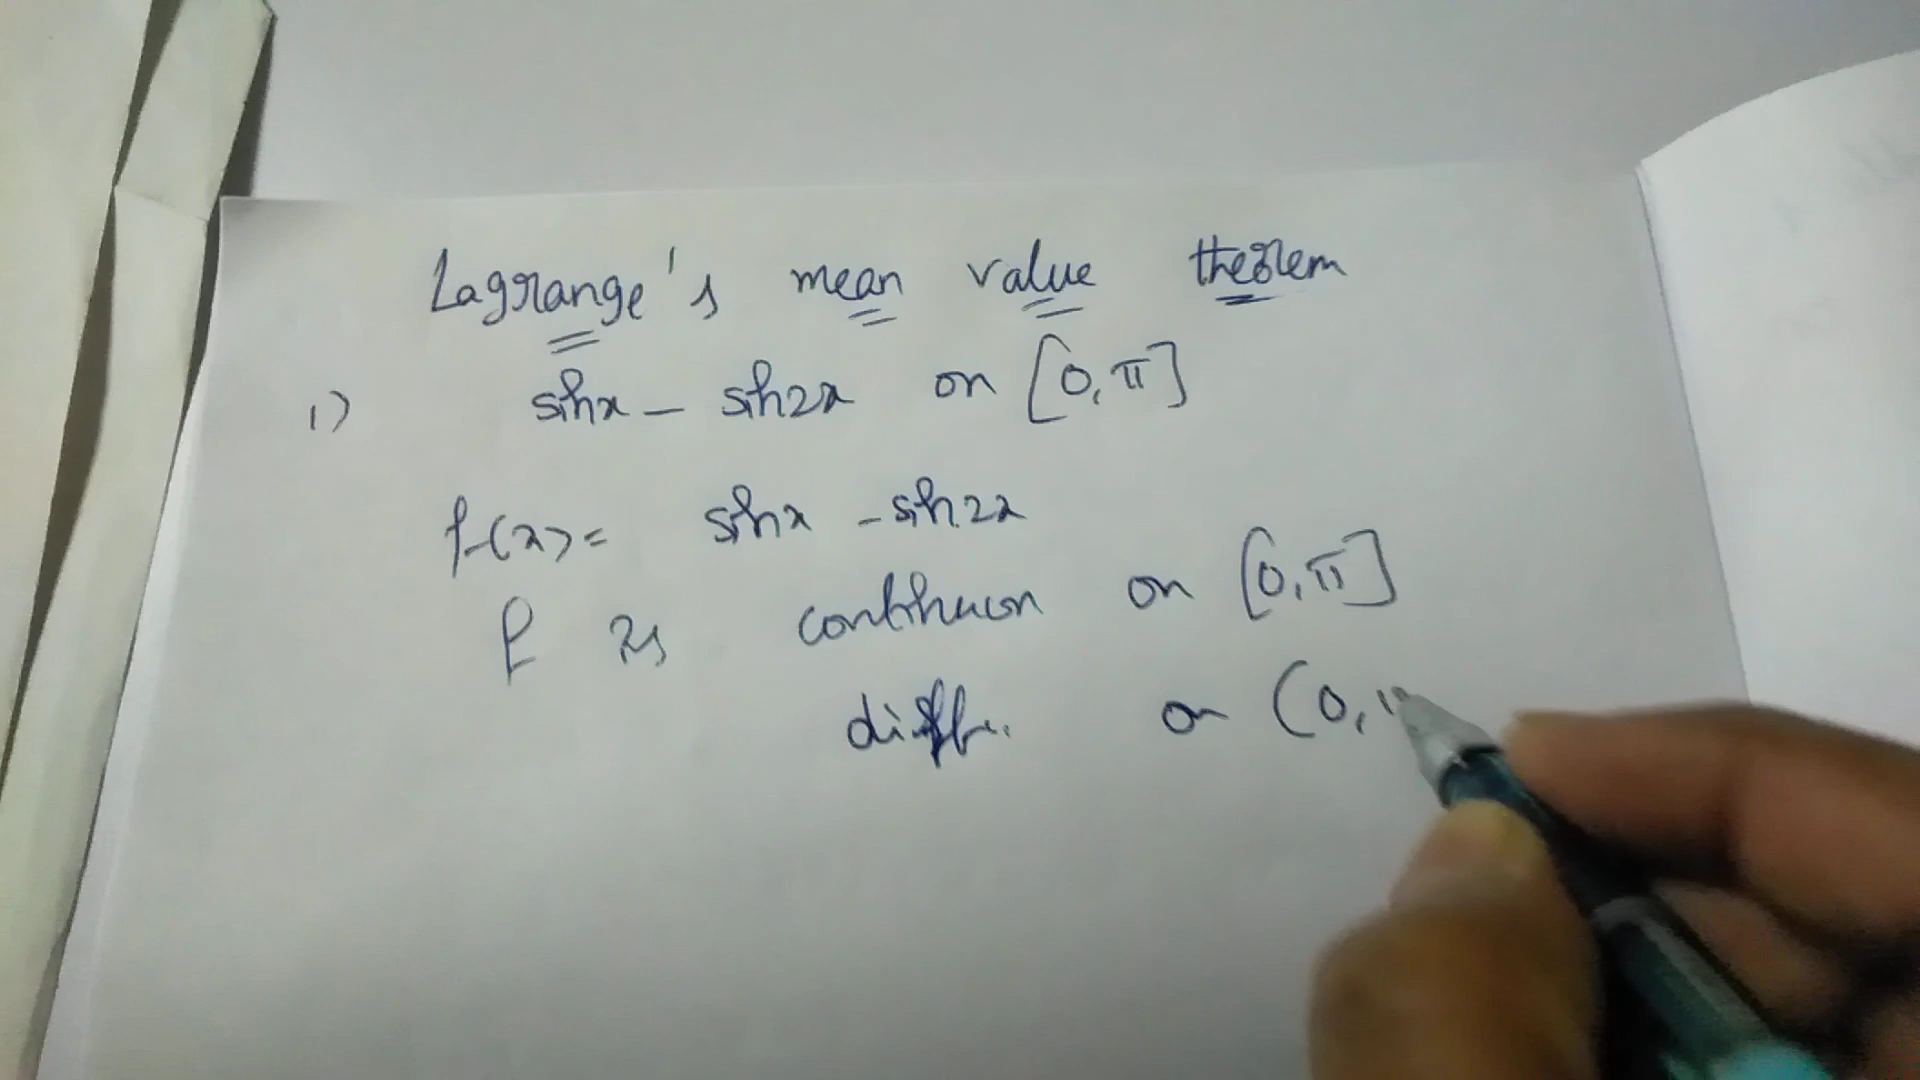 Lagrange's mean value theorem
1) sinx - sin2x on [0, π]
f(x) = sinx - sin2x
f is continuous on [0, π]
diff. on (0,